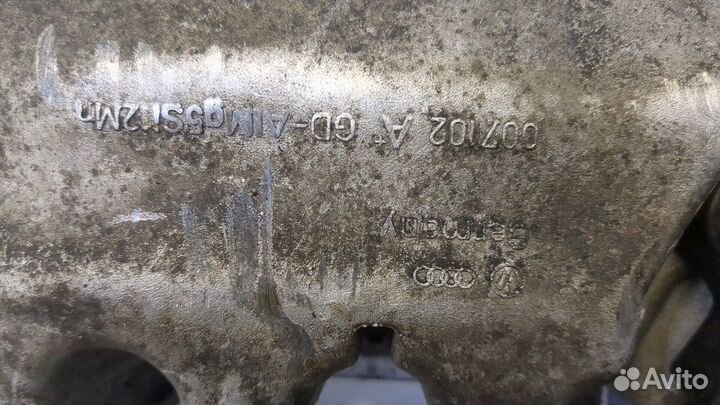 007102 A+ GD-AlMg5Si2Mn
Germany
Avito